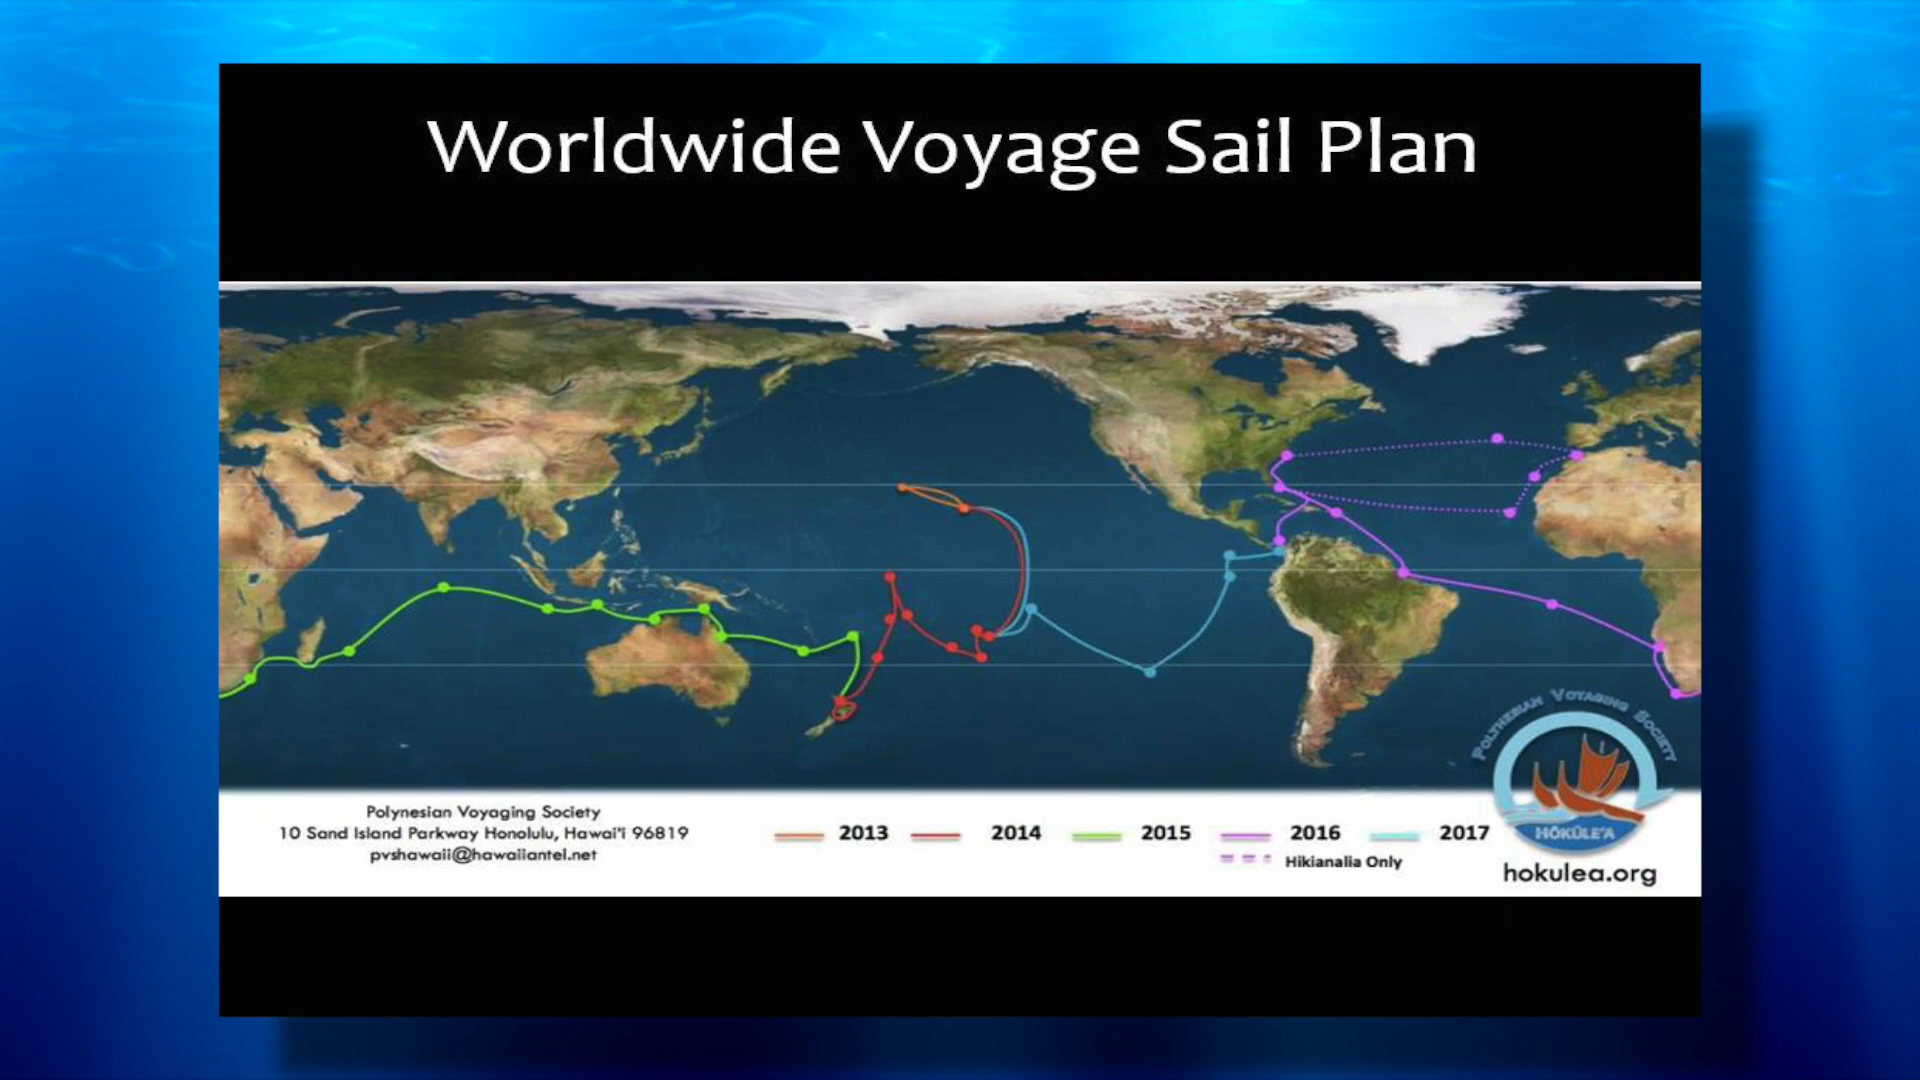 Worldwide Voyage Sail Plan
POLYNESIAN VOYAGING SOCIETY
HŌKŪLE'A
hokulea.org
Polynesian Voyaging Society
10 Sand Island Parkway Honolulu, Hawai'i 96819
pvshawaii@hawaiiantel.net
2013 2014 2015 2016 2017
Hikianalia Only